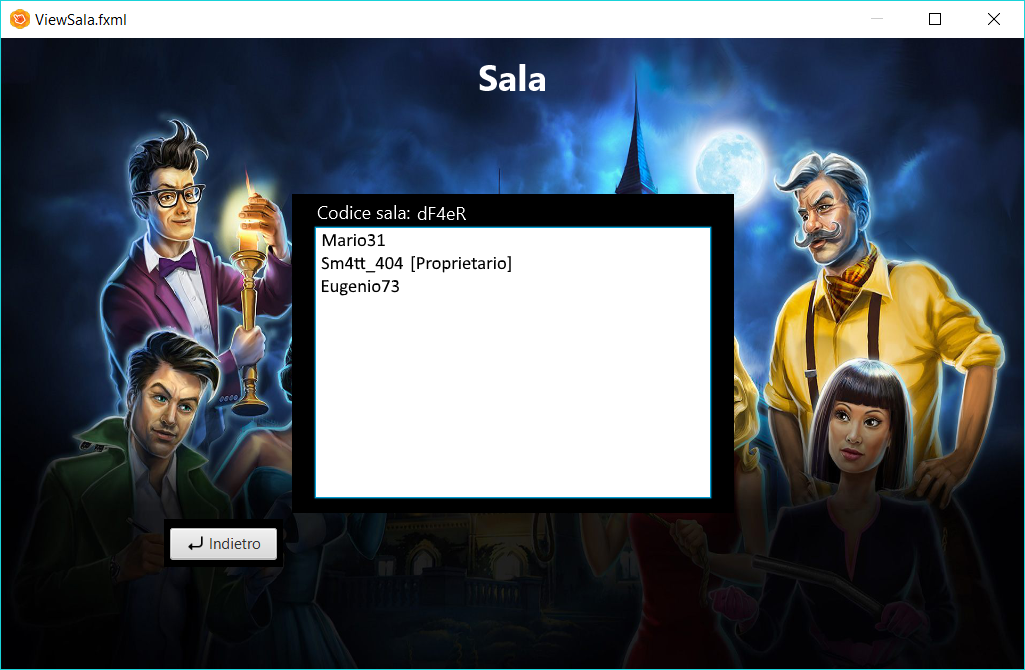 ViewSala.fxml
Sala
Codice sala: dF4eR
Mario31
Sm4tt_404 [Proprietario]
Eugenio73
Indietro